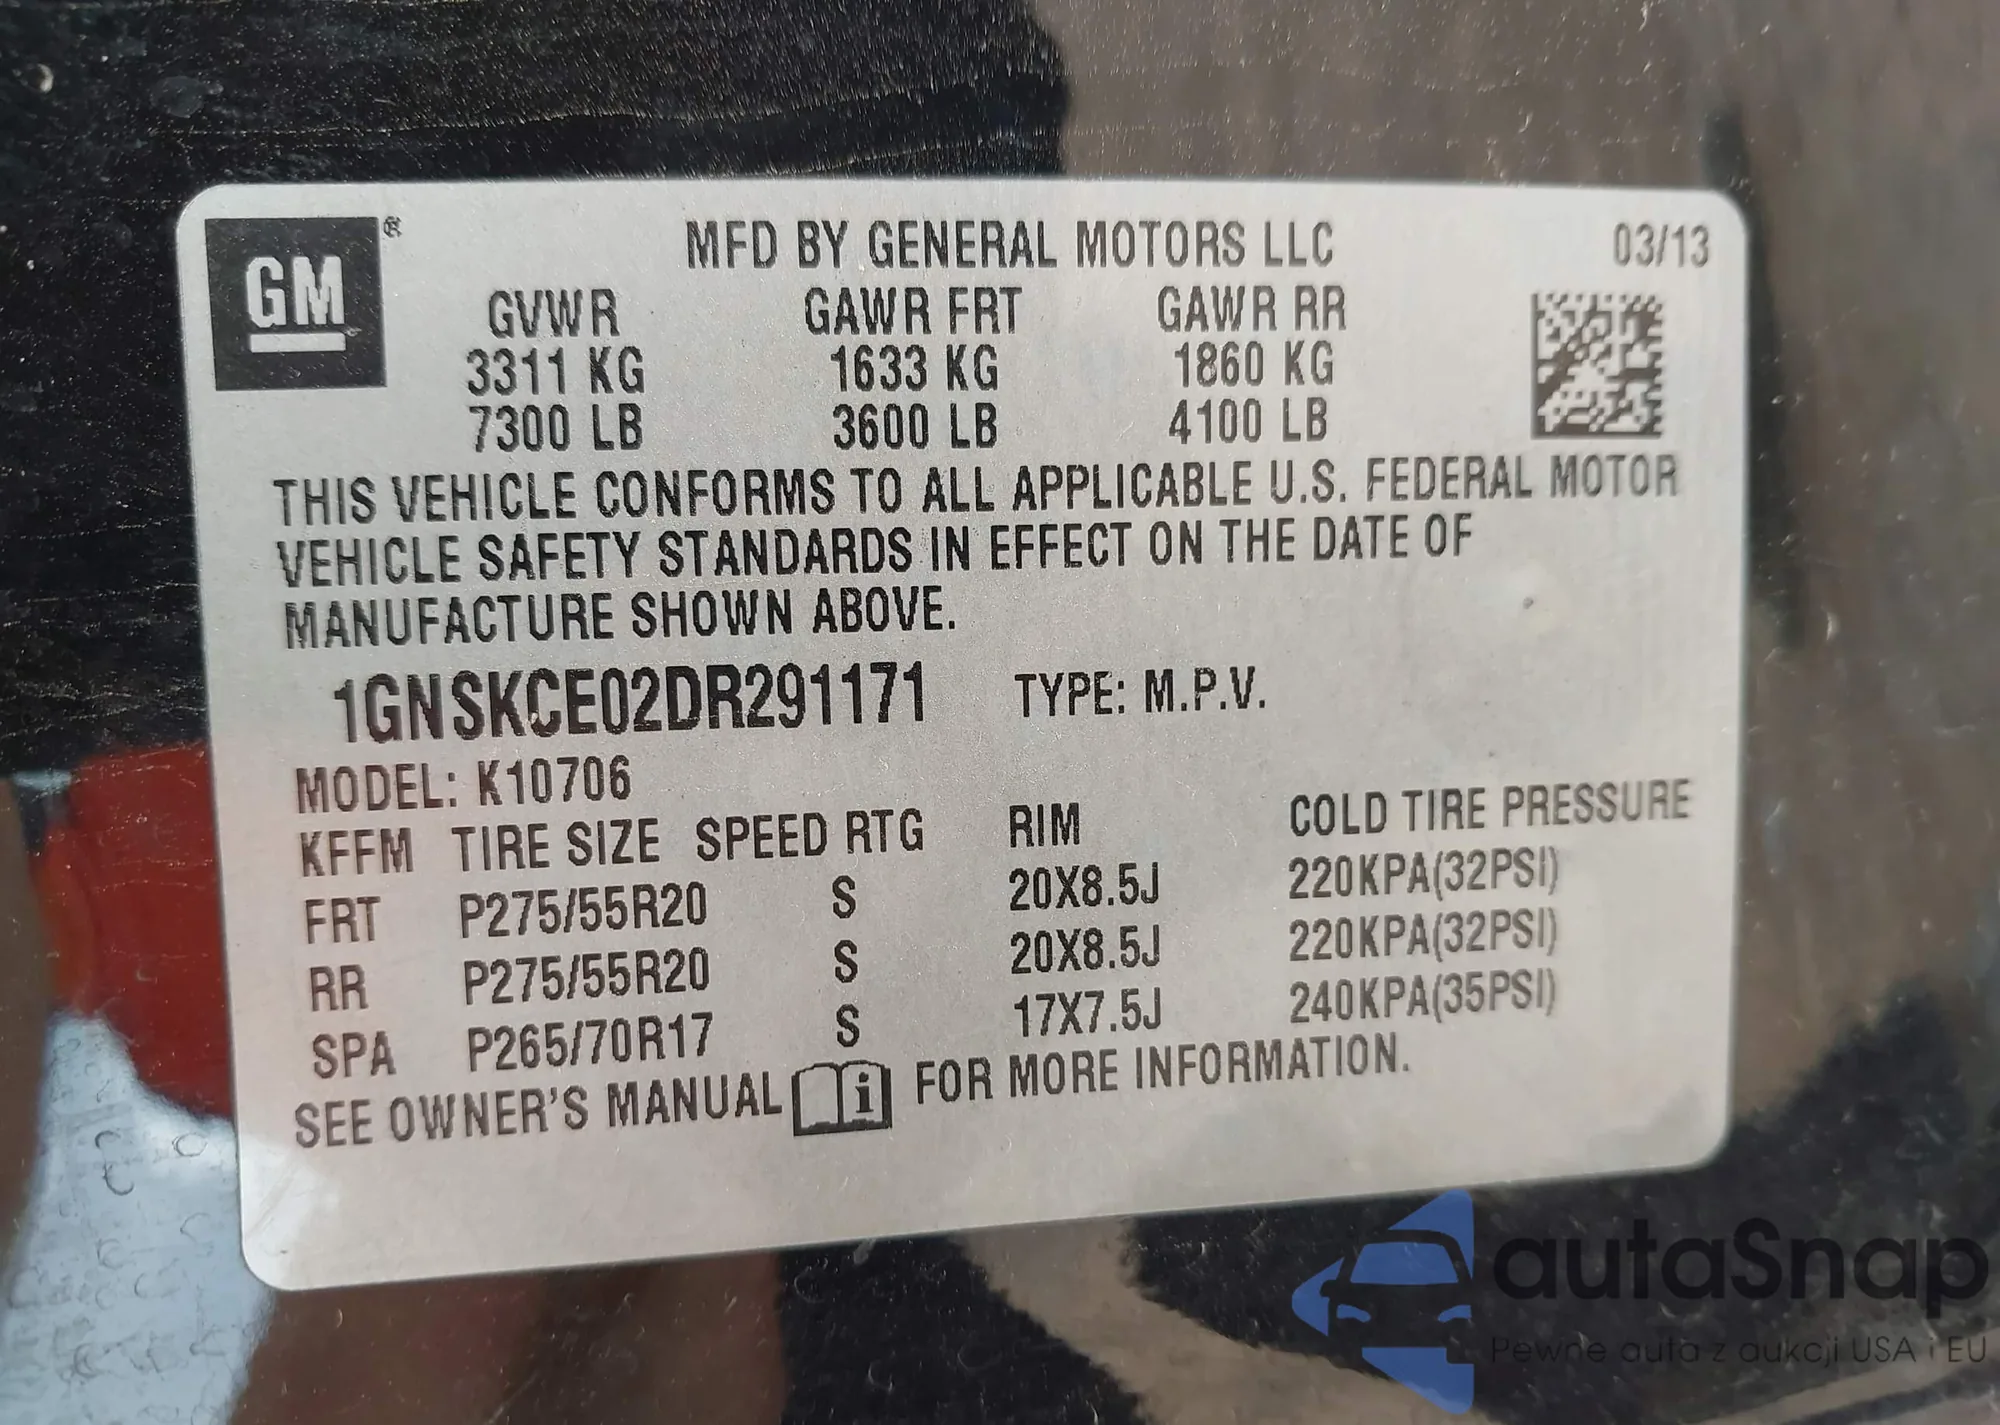 GM ®
MFD BY GENERAL MOTORS LLC 03/13
GVWR GAWR FRT GAWR RR
3311 KG 1633 KG 1860 KG
7300 LB 3600 LB 4100 LB
THIS VEHICLE CONFORMS TO ALL APPLICABLE U.S. FEDERAL MOTOR
VEHICLE SAFETY STANDARDS IN EFFECT ON THE DATE OF
MANUFACTURE SHOWN ABOVE.
1GNSKCE02DR291171 TYPE: M.P.V.
MODEL: K10706
KFFM TIRE SIZE SPEED RTG RIM COLD TIRE PRESSURE
FRT P275/55R20 S 20X8.5J 220KPA(32PSI)
RR P275/55R20 S 20X8.5J 220KPA(32PSI)
SPA P265/70R17 S 17X7.5J 240KPA(35PSI)
SEE OWNER'S MANUAL i FOR MORE INFORMATION.
autaSnap
Pewne auta z aukcji USA i EU